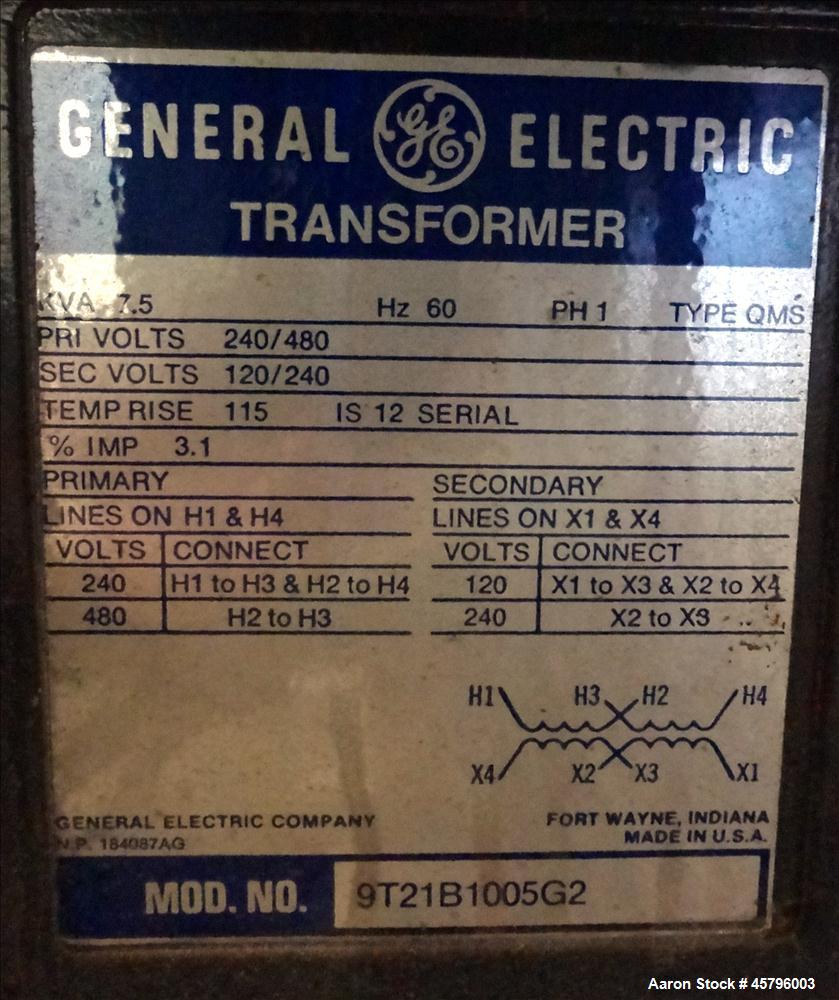 GENERAL GE ELECTRIC
TRANSFORMER
KVA 7.5 Hz 60 PH 1 TYPE QMS
PRI VOLTS 240/480
SEC VOLTS 120/240
TEMP RISE 115 IS 12 SERIAL
% IMP 3.1
PRIMARY
LINES ON H1 & H4
VOLTS CONNECT
240 H1 to H3 & H2 to H4
480 H2 to H3
SECONDARY
LINES ON X1 & X4
VOLTS CONNECT
120 X1 to X3 & X2 to X4
240 X2 to X3
H1 H3 H2 H4
X4 X2 X3 X1
GENERAL ELECTRIC COMPANY
N.P. 184087AG
FORT WAYNE, INDIANA
MADE IN U.S.A.
MOD. NO. 9T21B1005G2
Aaron Stock # 45796003